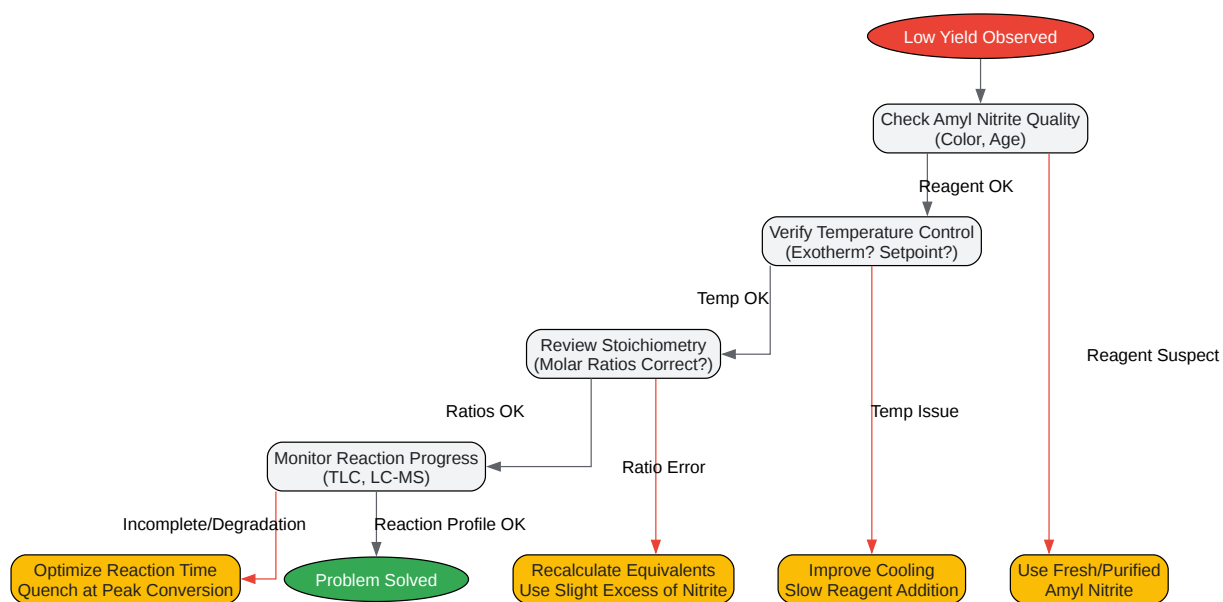 Low Yield Observed
Check Amyl Nitrite Quality
(Color, Age)
Reagent OK
Verify Temperature Control
(Exotherm? Setpoint?)
Temp OK
Review Stoichiometry
(Molar Ratios Correct?)
Reagent Suspect
Ratios OK
Temp Issue
Monitor Reaction Progress
(TLC, LC-MS)
Ratio Error
Incomplete/Degradation
Reaction Profile OK
Optimize Reaction Time
Quench at Peak Conversion
Problem Solved
Recalculate Equivalents
Use Slight Excess of Nitrite
Improve Cooling
Slow Reagent Addition
Use Fresh/Purified
Amyl Nitrite